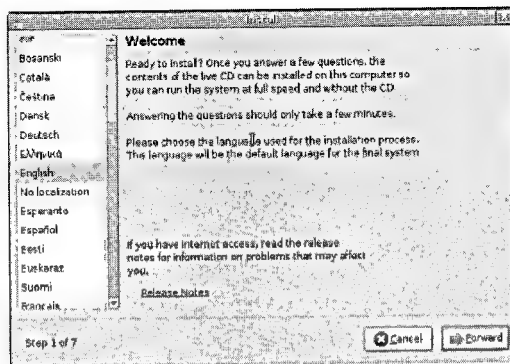 Install
Welcome
Bosanski
Català
Čeština
Dansk
Deutsch
Ελληνικά
English
No localization
Esperanto
Español
Eesti
Euskaraz
Suomi
Français
Ready to install? Once you answer a few questions, the
contents of the live CD can be installed on this computer so
you can run the system at full speed and without the CD.
Answering the questions should only take a few minutes.
Please choose the language used for the installation process.
This language will be the default language for the final system
If you have internet access, read the release
notes for information on problems that may affect
you.
Release Notes
Step 1 of 7
Cancel
Forward